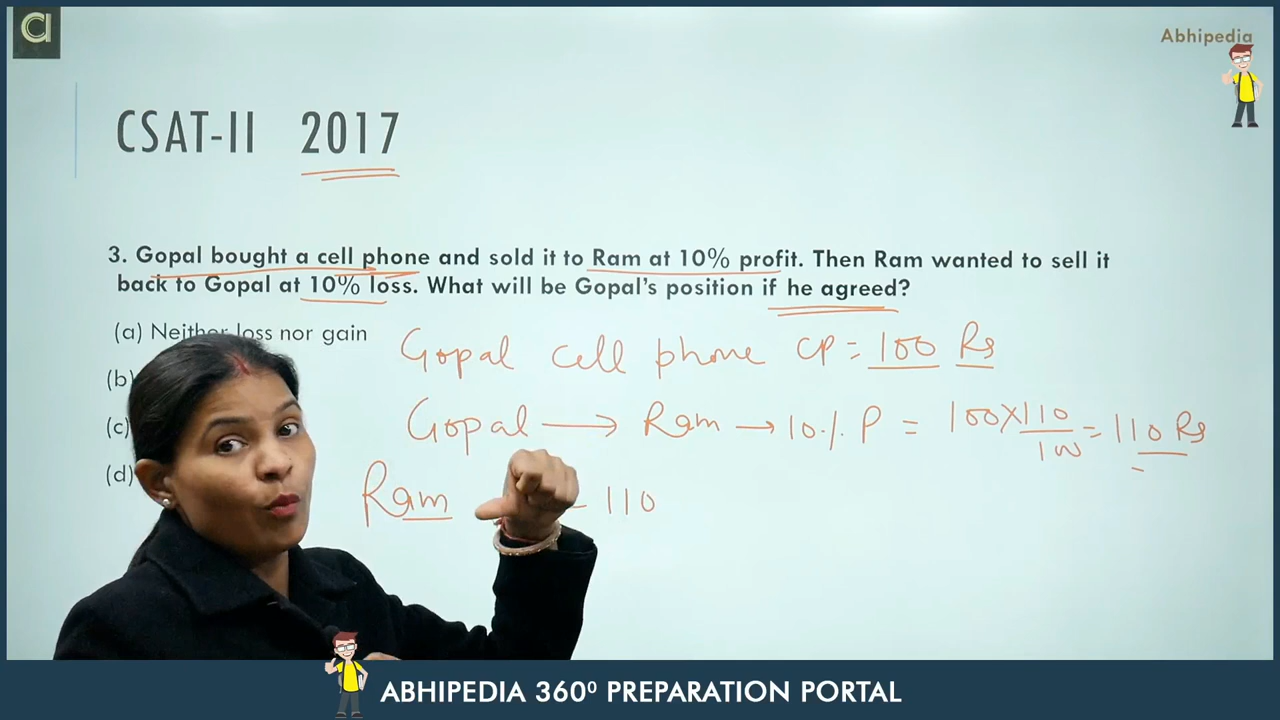 Abhipedia
CSAT-II 2017
3. Gopal bought a cell phone and sold it to Ram at 10% profit. Then Ram wanted to sell it
back to Gopal at 10% loss. What will be Gopal's position if he agreed?
(a) Neither loss nor gain
Gopal cell phone CP = 100 Rs
(b)
(c)
Gopal → Ram → 10% P = 100×110/100 = 110 Rs
(d)
Ram 110
ABHIPEDIA 360⁰ PREPARATION PORTAL